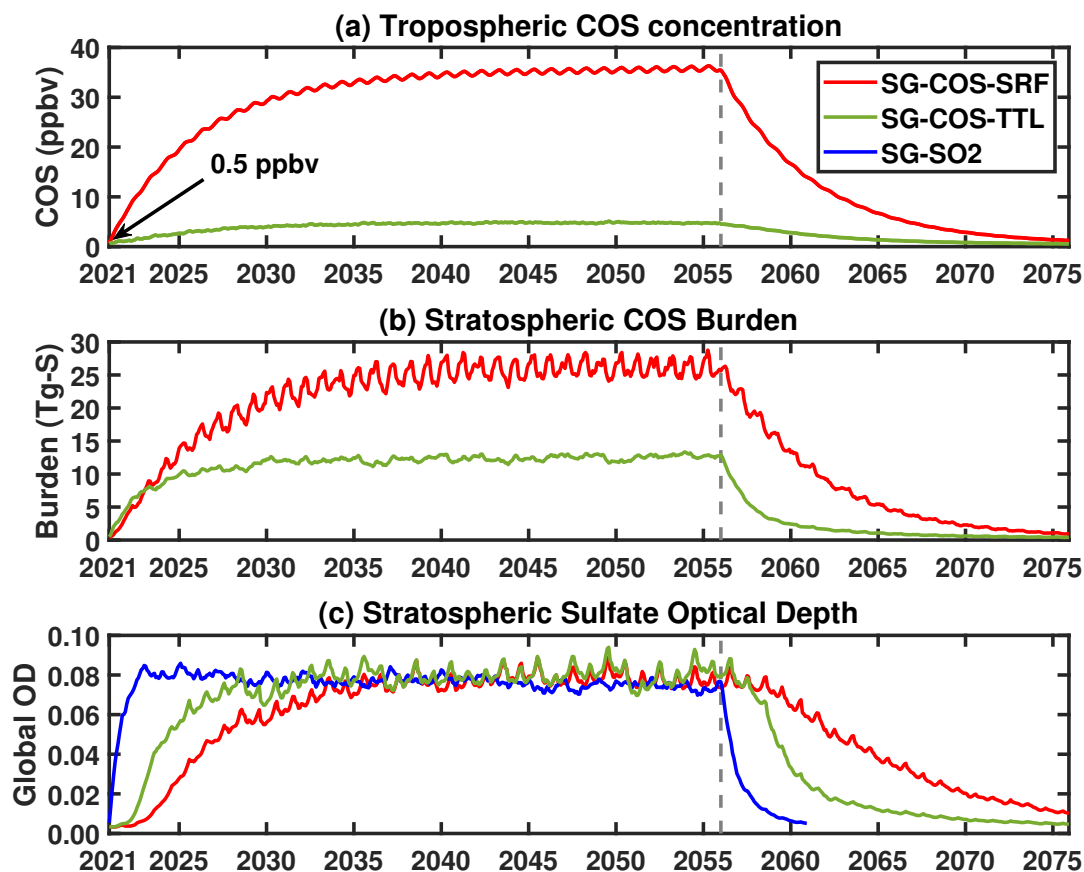 (a) Tropospheric COS concentration
COS (ppbv)
40
30
20
10
0
0.5 ppbv
SG-COS-SRF
SG-COS-TTL
SG-SO2
2021 2025 2030 2035 2040 2045 2050 2055 2060 2065 2070 2075
(b) Stratospheric COS Burden
Burden (Tg-S)
30
25
20
15
10
5
0
2021 2025 2030 2035 2040 2045 2050 2055 2060 2065 2070 2075
(c) Stratospheric Sulfate Optical Depth
Global OD
0.10
0.08
0.06
0.04
0.02
0.00
2021 2025 2030 2035 2040 2045 2050 2055 2060 2065 2070 2075